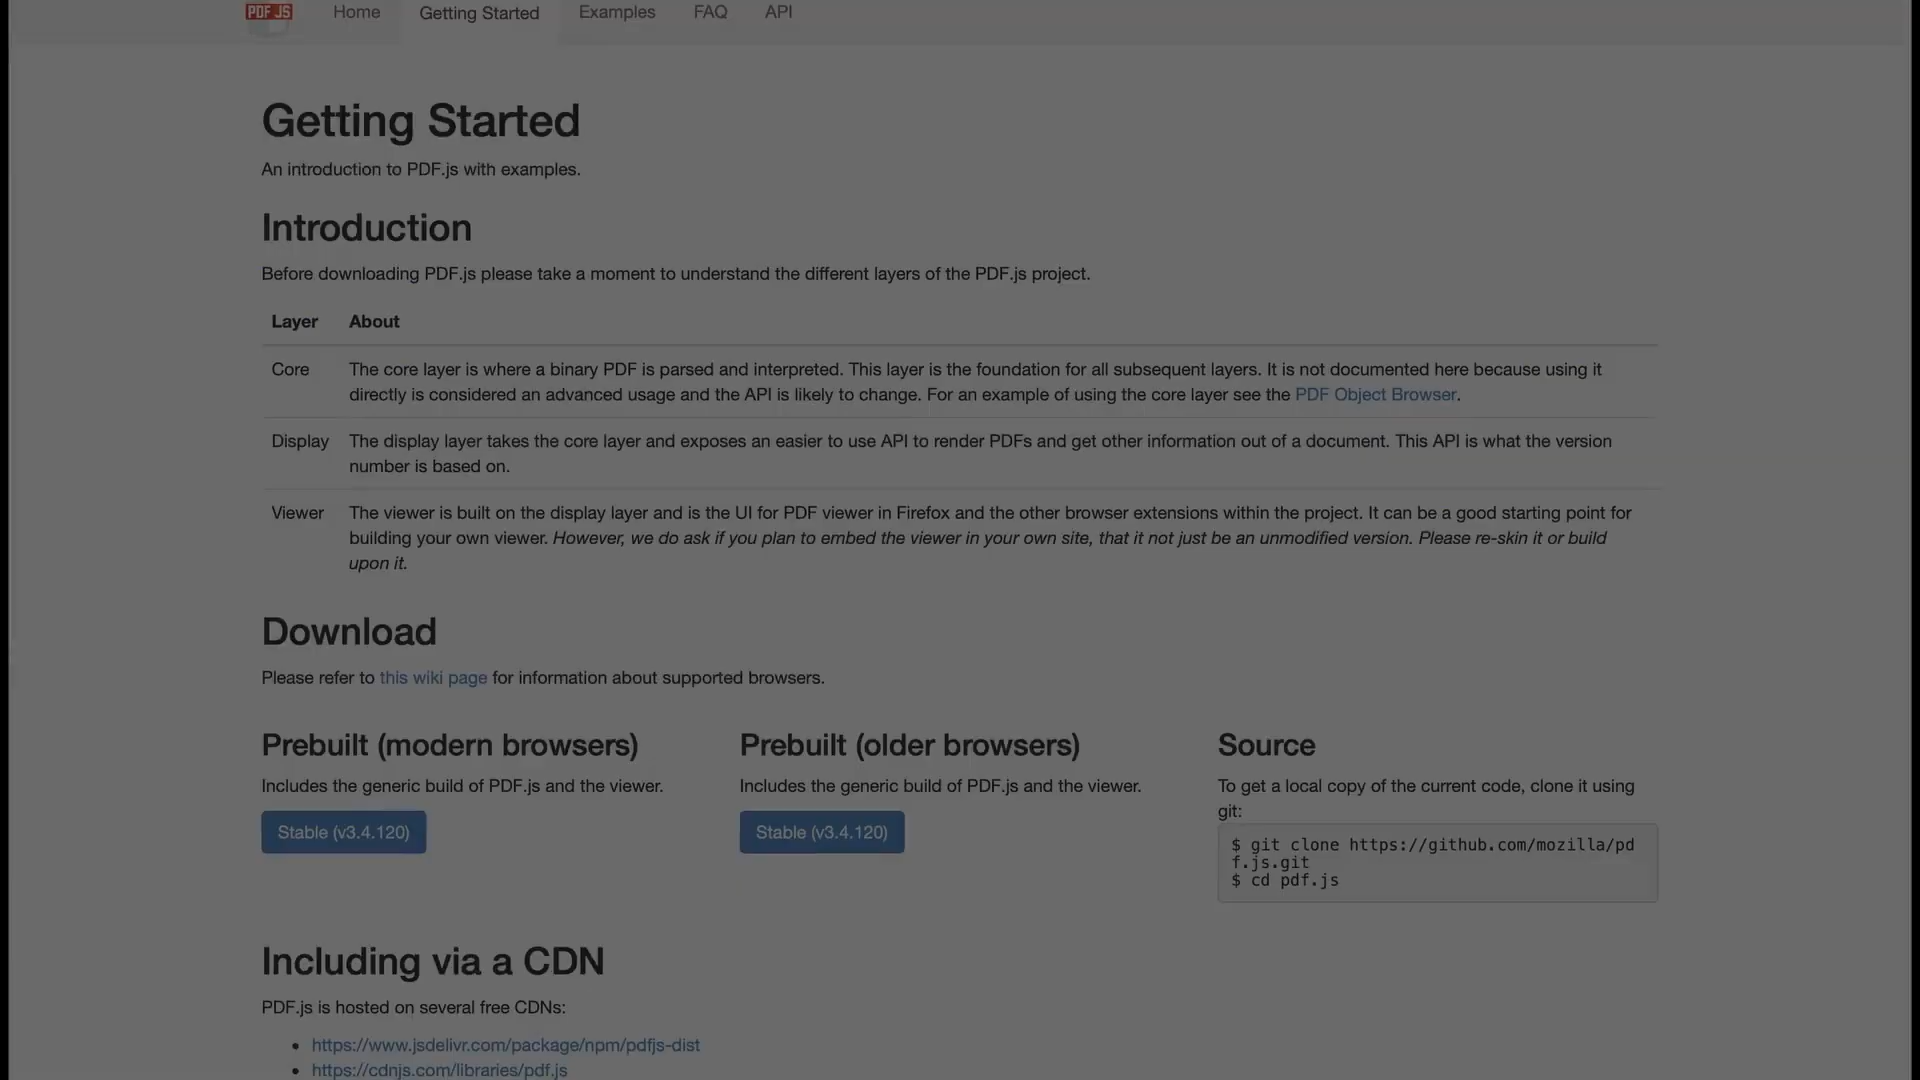 PDF JS Home Getting Started Examples FAQ API
Getting Started
An introduction to PDF.js with examples.
Introduction
Before downloading PDF.js please take a moment to understand the different layers of the PDF.js project.
Layer About
Core The core layer is where a binary PDF is parsed and interpreted. This layer is the foundation for all subsequent layers. It is not documented here because using it
directly is considered an advanced usage and the API is likely to change. For an example of using the core layer see the PDF Object Browser.
Display The display layer takes the core layer and exposes an easier to use API to render PDFs and get other information out of a document. This API is what the version
number is based on.
Viewer The viewer is built on the display layer and is the UI for PDF viewer in Firefox and the other browser extensions within the project. It can be a good starting point for
building your own viewer. However, we do ask if you plan to embed the viewer in your own site, that it not just be an unmodified version. Please re-skin it or build
upon it.
Download
Please refer to this wiki page for information about supported browsers.
Prebuilt (modern browsers)
Includes the generic build of PDF.js and the viewer.
Stable (v3.4.120)
Prebuilt (older browsers)
Includes the generic build of PDF.js and the viewer.
Stable (v3.4.120)
Source
To get a local copy of the current code, clone it using
git:
$ git clone https://github.com/mozilla/pd
f.js.git
$ cd pdf.js
Including via a CDN
PDF.js is hosted on several free CDNs:
• https://www.jsdelivr.com/package/npm/pdfjs-dist
• https://cdnjs.com/libraries/pdf.js